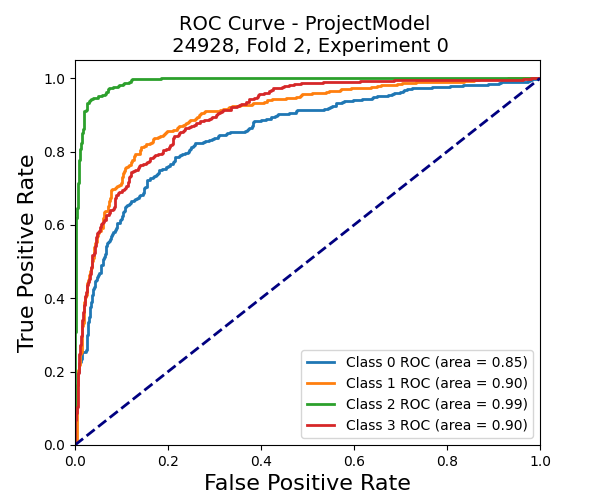 ROC Curve - ProjectModel
24928, Fold 2, Experiment 0
True Positive Rate
1.0
0.8
0.6
0.4
0.2
0.0
Class 0 ROC (area = 0.85)
Class 1 ROC (area = 0.90)
Class 2 ROC (area = 0.99)
Class 3 ROC (area = 0.90)
0.0 0.2 0.4 0.6 0.8 1.0
False Positive Rate